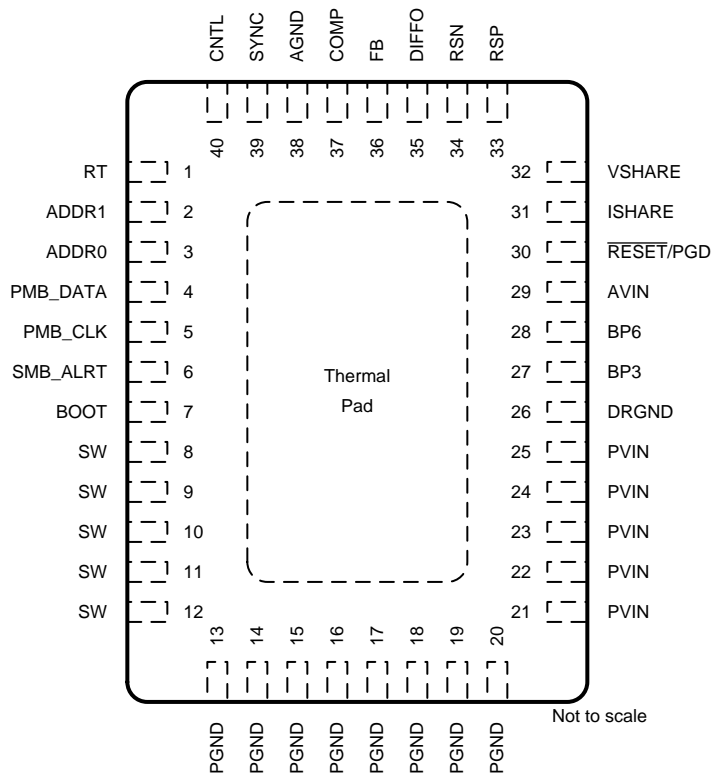 CNTL
SYNC
AGND
COMP
FB
DIFFO
RSN
RSP
40
39
38
37
36
35
34
33
RT 1
32 VSHARE
ADDR1 2
31 ISHARE
ADDR0 3
30 RESET/PGD
PMB_DATA 4
29 AVIN
PMB_CLK 5
28 BP6
SMB_ALRT 6
27 BP3
BOOT 7
26 DRGND
SW 8
25 PVIN
SW 9
24 PVIN
SW 10
23 PVIN
SW 11
22 PVIN
SW 12
21 PVIN
Thermal
Pad
13
14
15
16
17
18
19
20
PGND
PGND
PGND
PGND
PGND
PGND
PGND
PGND
Not to scale